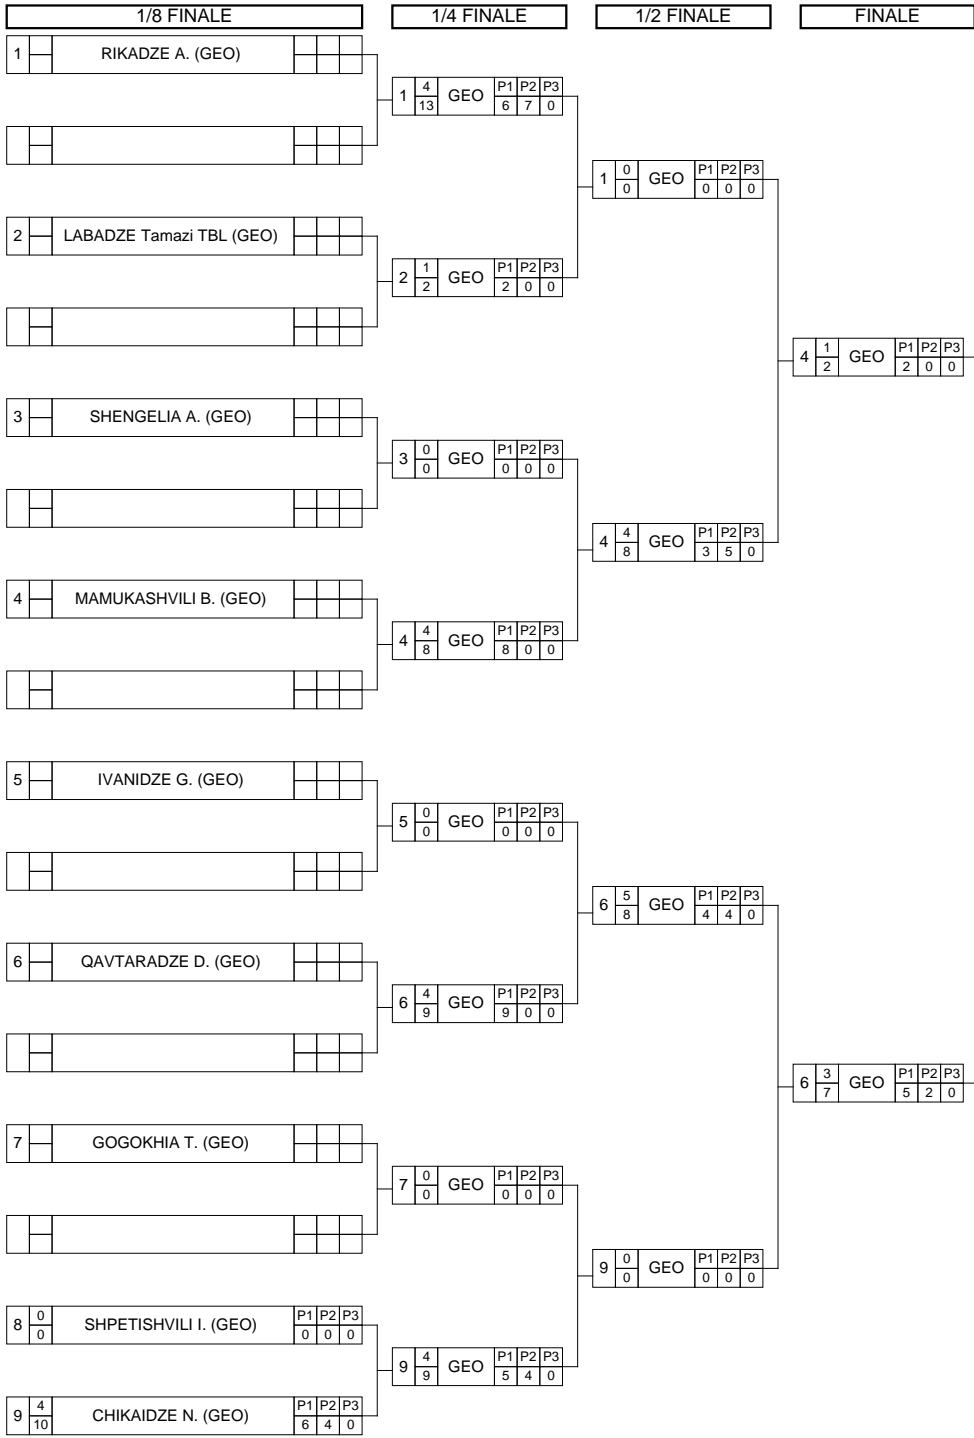 1/8 FINALE 1/4 FINALE 1/2 FINALE FINALE
1 RIKADZE A. (GEO)
1 4 13 GEO P1 P2 P3 6 7 0
1 0 0 GEO P1 P2 P3 0 0 0
2 LABADZE Tamazi TBL (GEO)
2 1 2 GEO P1 P2 P3 2 0 0
4 1 2 GEO P1 P2 P3 2 0 0
3 SHENGELIA A. (GEO)
3 0 0 GEO P1 P2 P3 0 0 0
4 4 8 GEO P1 P2 P3 3 5 0
4 MAMUKASHVILI B. (GEO)
4 4 8 GEO P1 P2 P3 8 0 0
5 IVANIDZE G. (GEO)
5 0 0 GEO P1 P2 P3 0 0 0
6 5 8 GEO P1 P2 P3 4 4 0
6 QAVTARADZE D. (GEO)
6 4 9 GEO P1 P2 P3 9 0 0
6 3 7 GEO P1 P2 P3 5 2 0
7 GOGOKHIA T. (GEO)
7 0 0 GEO P1 P2 P3 0 0 0
9 0 0 GEO P1 P2 P3 0 0 0
8 0 0 SHPETISHVILI I. (GEO) P1 P2 P3 0 0 0
9 4 9 GEO P1 P2 P3 5 4 0
9 4 10 CHIKAIDZE N. (GEO) P1 P2 P3 6 4 0